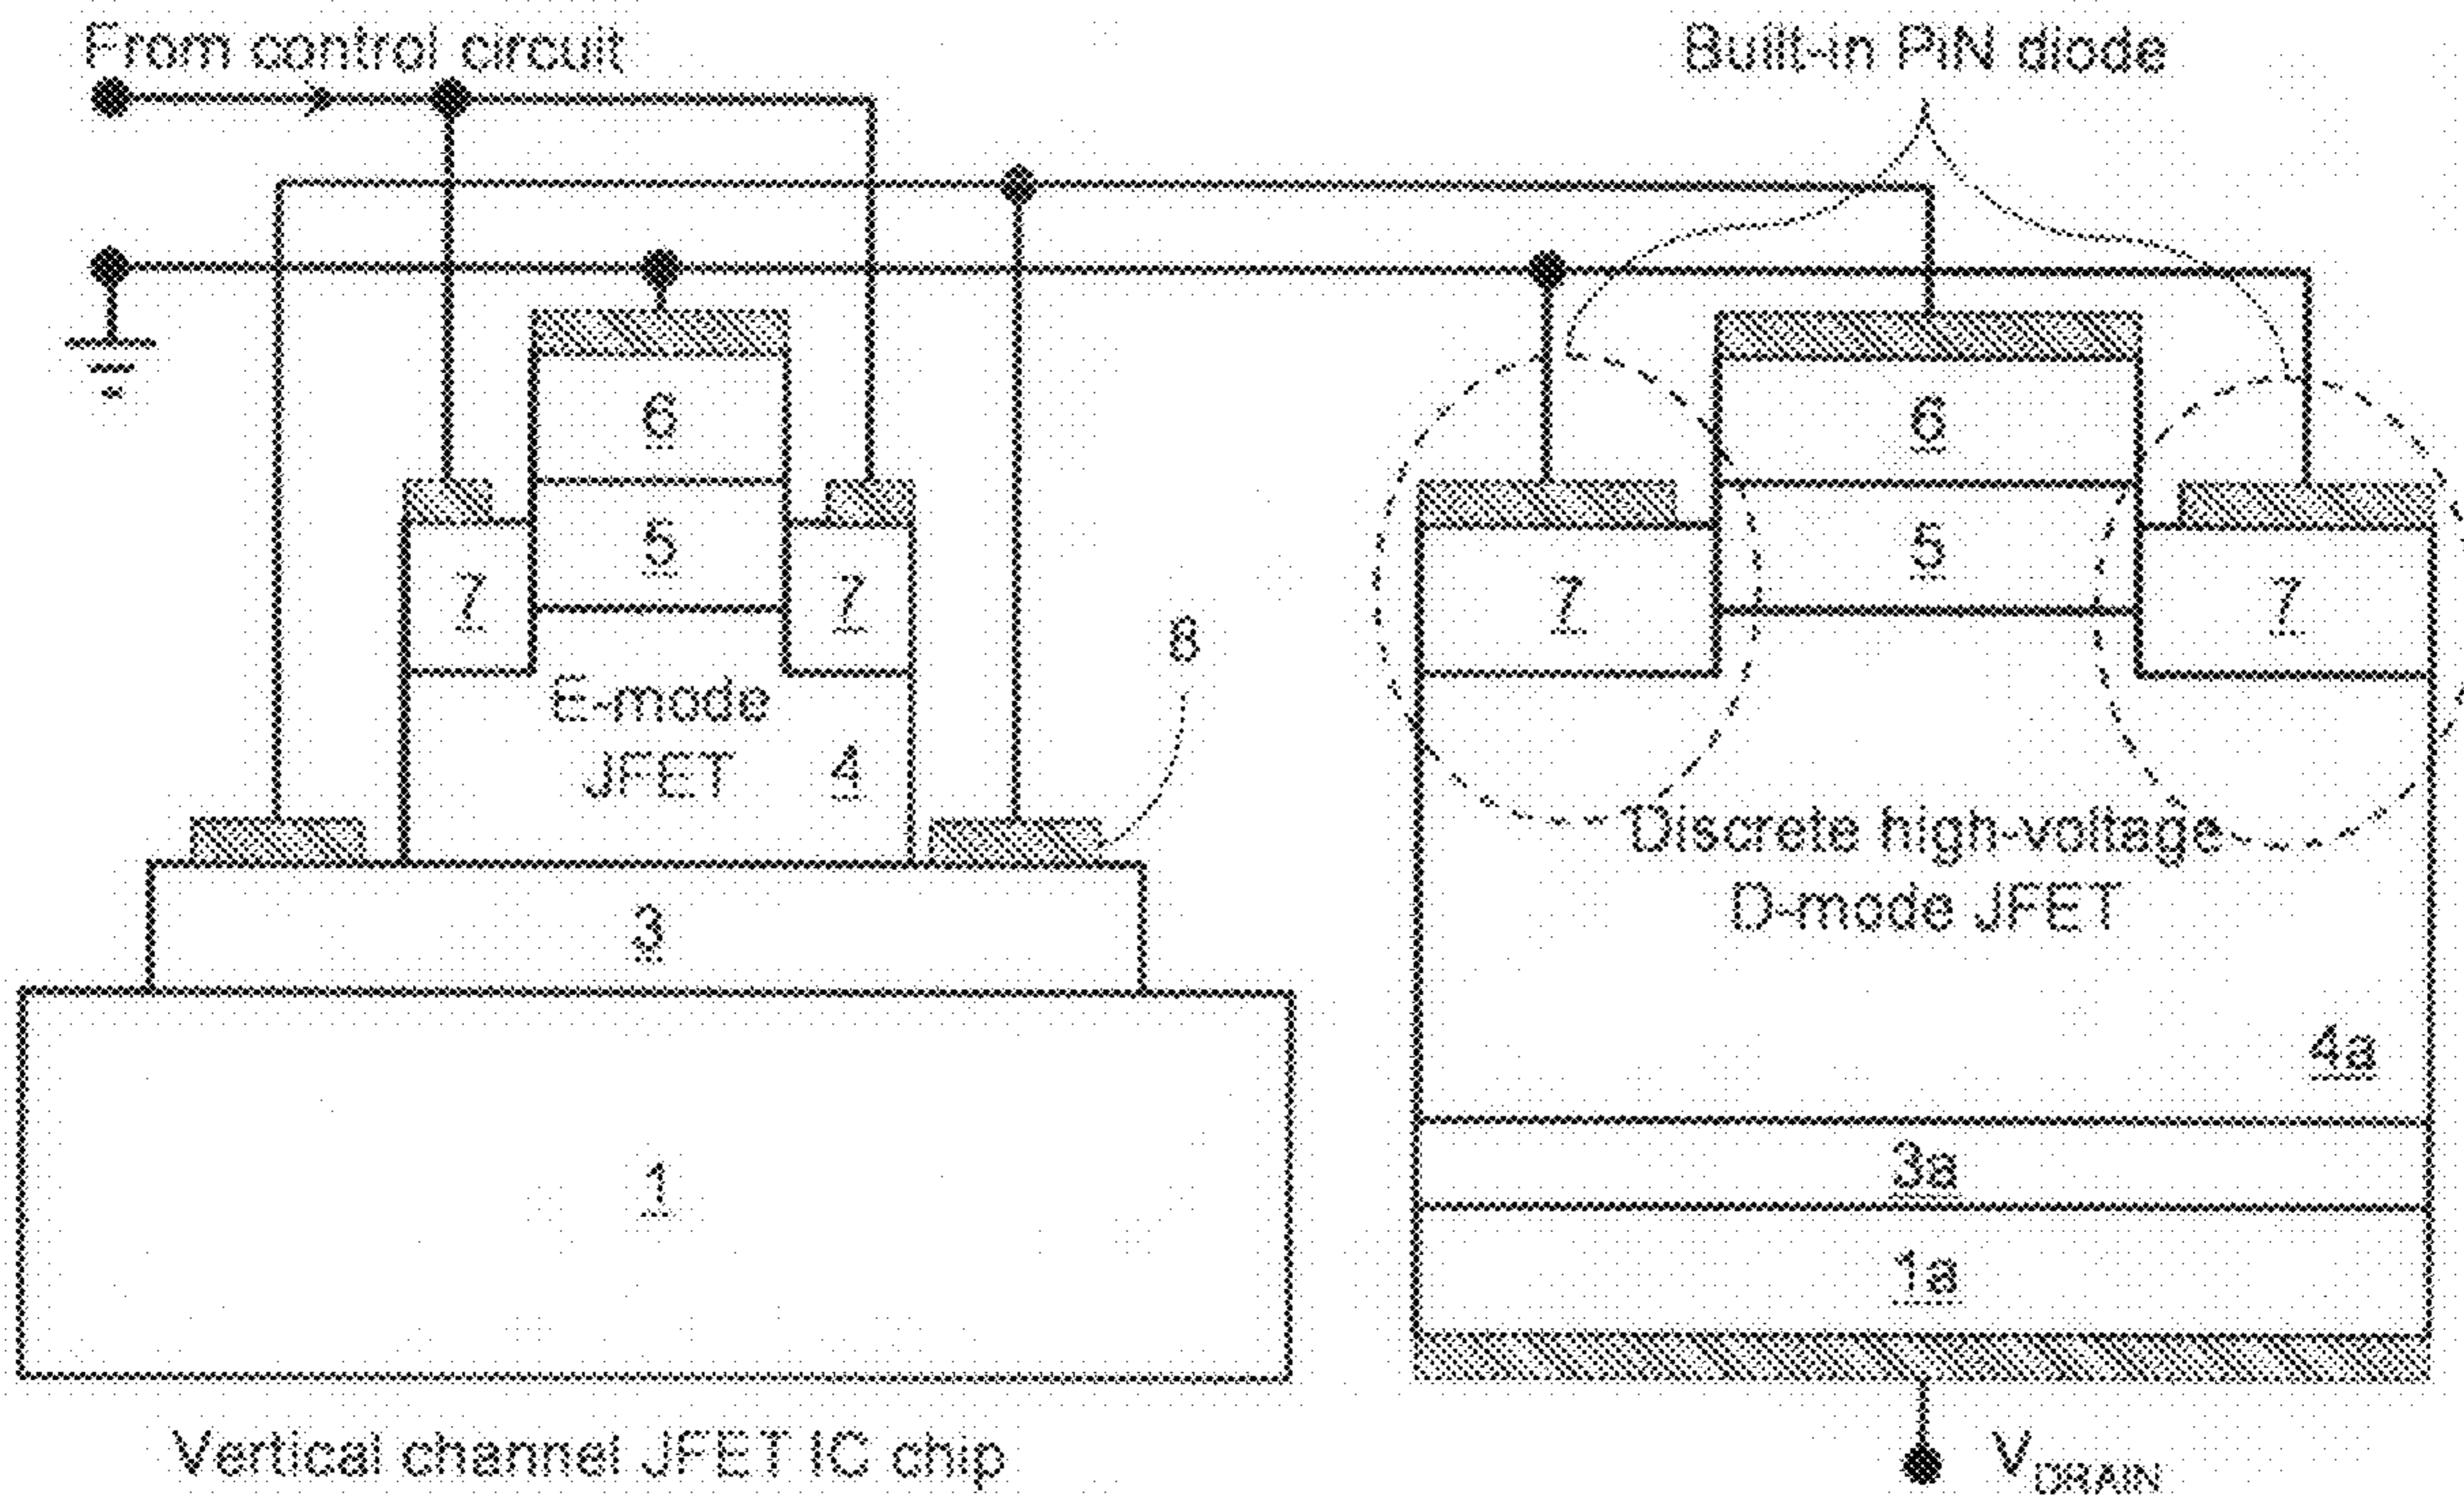 From control circuit
Built-in PiN diode
6
6
5
5
7
7
7
7
8
E-mode
JFET
4
Discrete high-voltage
D-mode JFET
3
4a
3a
1
1a
Vertical channel JFET IC chip
VDRAIN